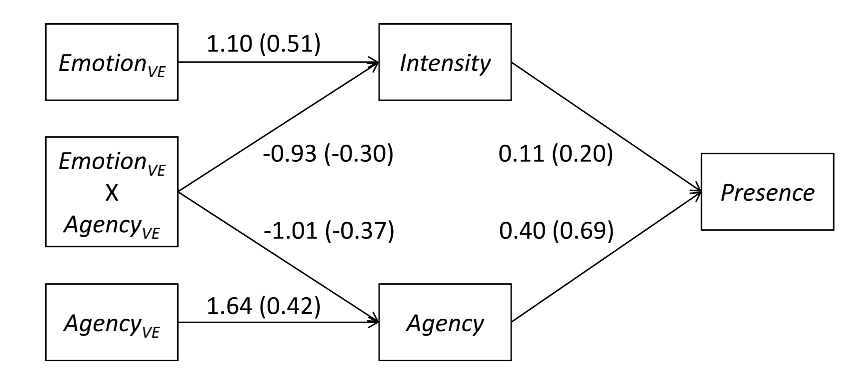 Emotion_VE
1.10 (0.51)
Intensity
Emotion_VE
X
Agency_VE
-0.93 (-0.30)
0.11 (0.20)
Presence
-1.01 (-0.37)
0.40 (0.69)
Agency_VE
1.64 (0.42)
Agency